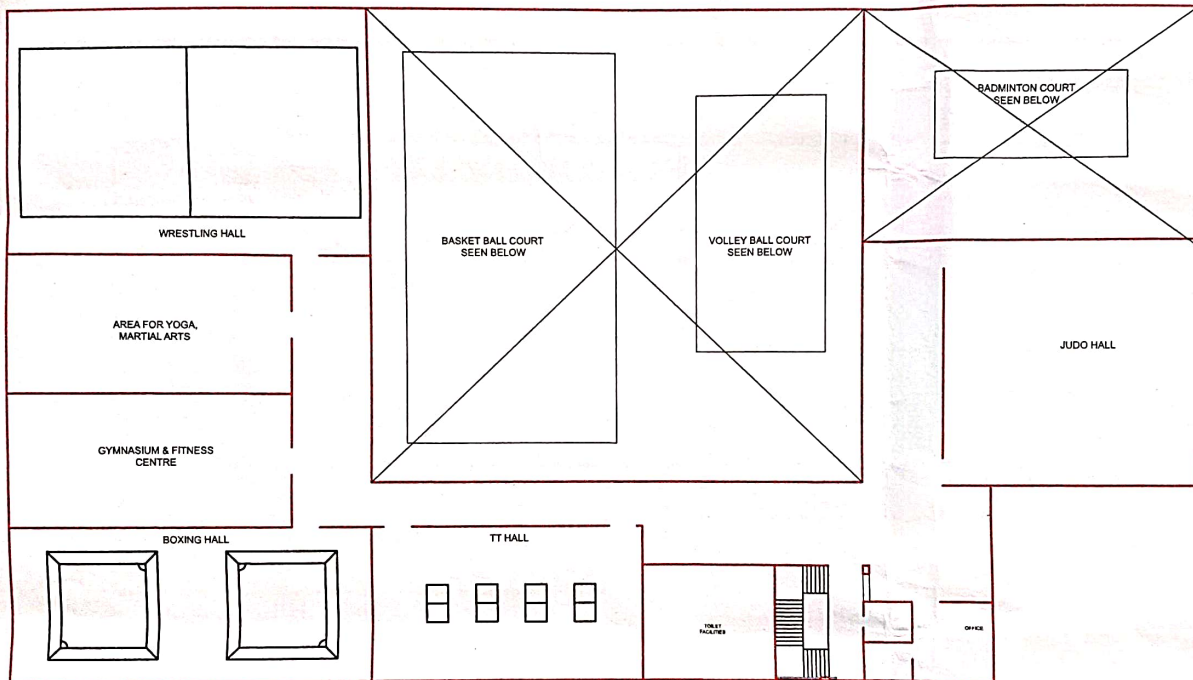 BADMINTON COURT
SEEN BELOW
WRESTLING HALL
BASKET BALL COURT
SEEN BELOW
VOLLEY BALL COURT
SEEN BELOW
AREA FOR YOGA,
MARTIAL ARTS
JUDO HALL
GYMNASIUM & FITNESS
CENTRE
BOXING HALL
TT HALL
TOILET
FACILITIES
OFFICE